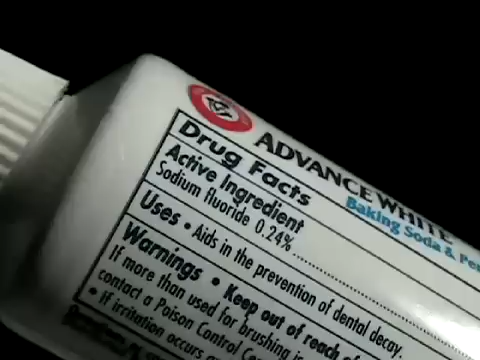 ADVANCE WHITE
Baking Soda &
Drug Facts
Active Ingredient
Sodium fluoride 0.24%
Uses • Aids in the prevention of dental decay
Warnings • Keep out of reach of
If more than used for brushing
contact a Poison Control
• If irritation occurs